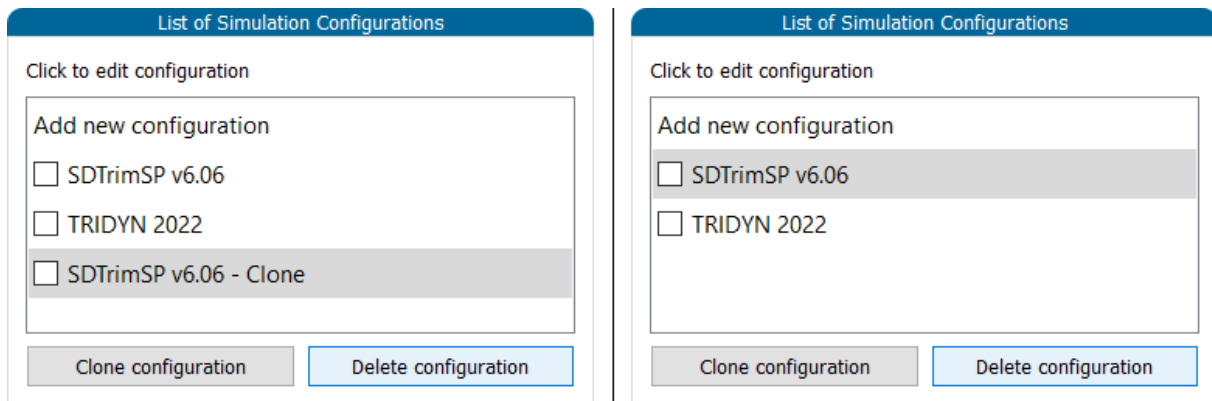 List of Simulation Configurations
Click to edit configuration
Add new configuration
SDTrimSP v6.06
TRIDYN 2022
SDTrimSP v6.06 - Clone
Clone configuration
Delete configuration
List of Simulation Configurations
Click to edit configuration
Add new configuration
SDTrimSP v6.06
TRIDYN 2022
Clone configuration
Delete configuration